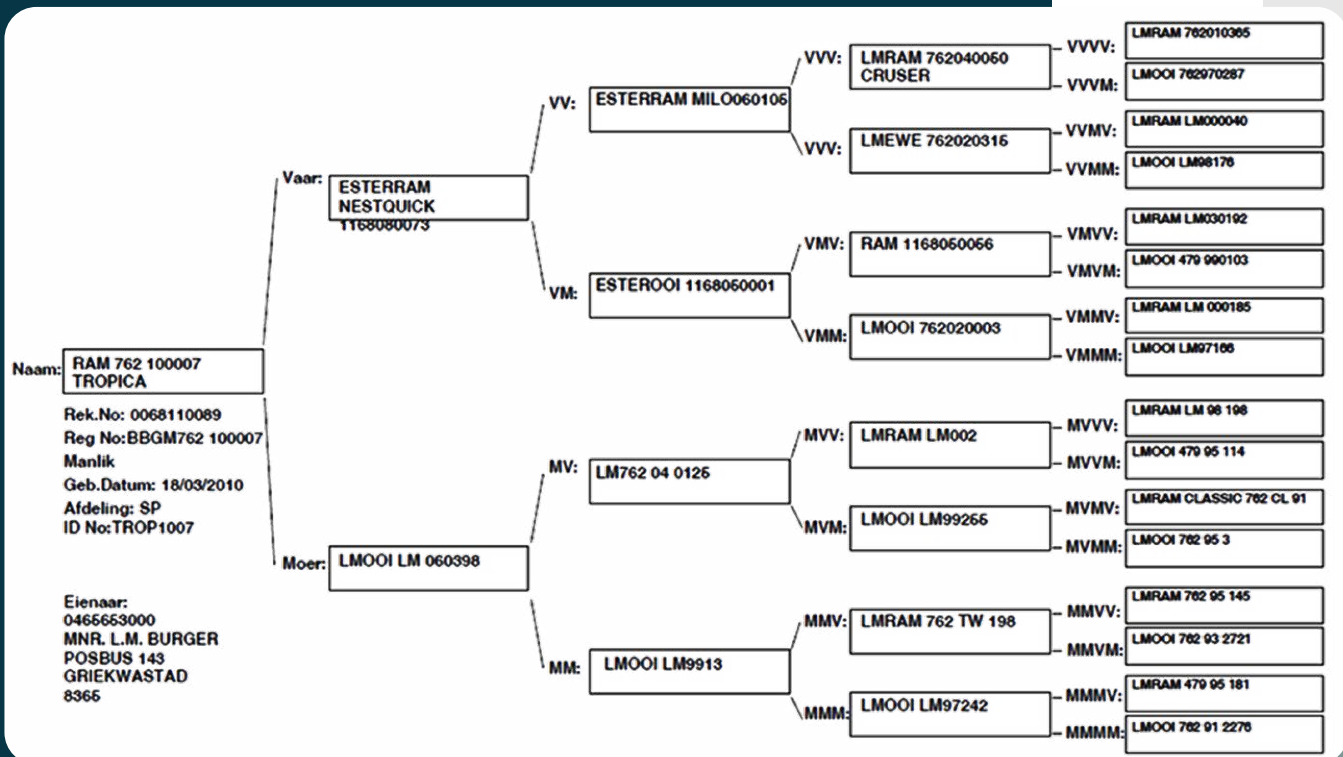 Naam:
RAM 762 100007
TROPICA
Rek.No: 0068110089
Reg No:BBGM762 100007
Manlik
Geb.Datum: 18/03/2010
Afdeling: SP
ID No:TROP1007
Eienaar:
0465653000
MNR. L.M. BURGER
POSBUS 143
GRIEKWASTAD
8365
Vaar:
ESTERRAM
NESTQUICK
1168080073
Moer:
LMOOI LM 060398
VV:
ESTERRAM MILO060105
VM:
ESTEROOI 1168050001
MV:
LM762 04 0125
MM:
LMOOI LM9913
VVV:
LMRAM 762040050
CRUSER
VVV:
LMEWE 762020315
VMV:
RAM 1168050056
VMM:
LMOOI 762020003
MVV:
LMRAM LM002
MVM:
LMOOI LM99255
MMV:
LMRAM 762 TW 198
MMM:
LMOOI LM97242
VVVV:
LMRAM 762010365
VVVM:
LMOOI 762970287
VVMV:
LMRAM LM000040
VVMM:
LMOOI LM98176
VMVV:
LMRAM LM030192
VMVM:
LMOOI 479 990103
VMMV:
LMRAM LM 000185
VMMM:
LMOOI LM97166
MVVV:
LMRAM LM 98 198
MVVM:
LMOOI 479 95 114
MVMV:
LMRAM CLASSIC 762 CL 91
MVMM:
LMOOI 762 95 3
MMVV:
LMRAM 762 95 145
MMVM:
LMOOI 762 93 2721
MMMV:
LMRAM 479 95 181
MMMM:
LMOOI 762 91 2276